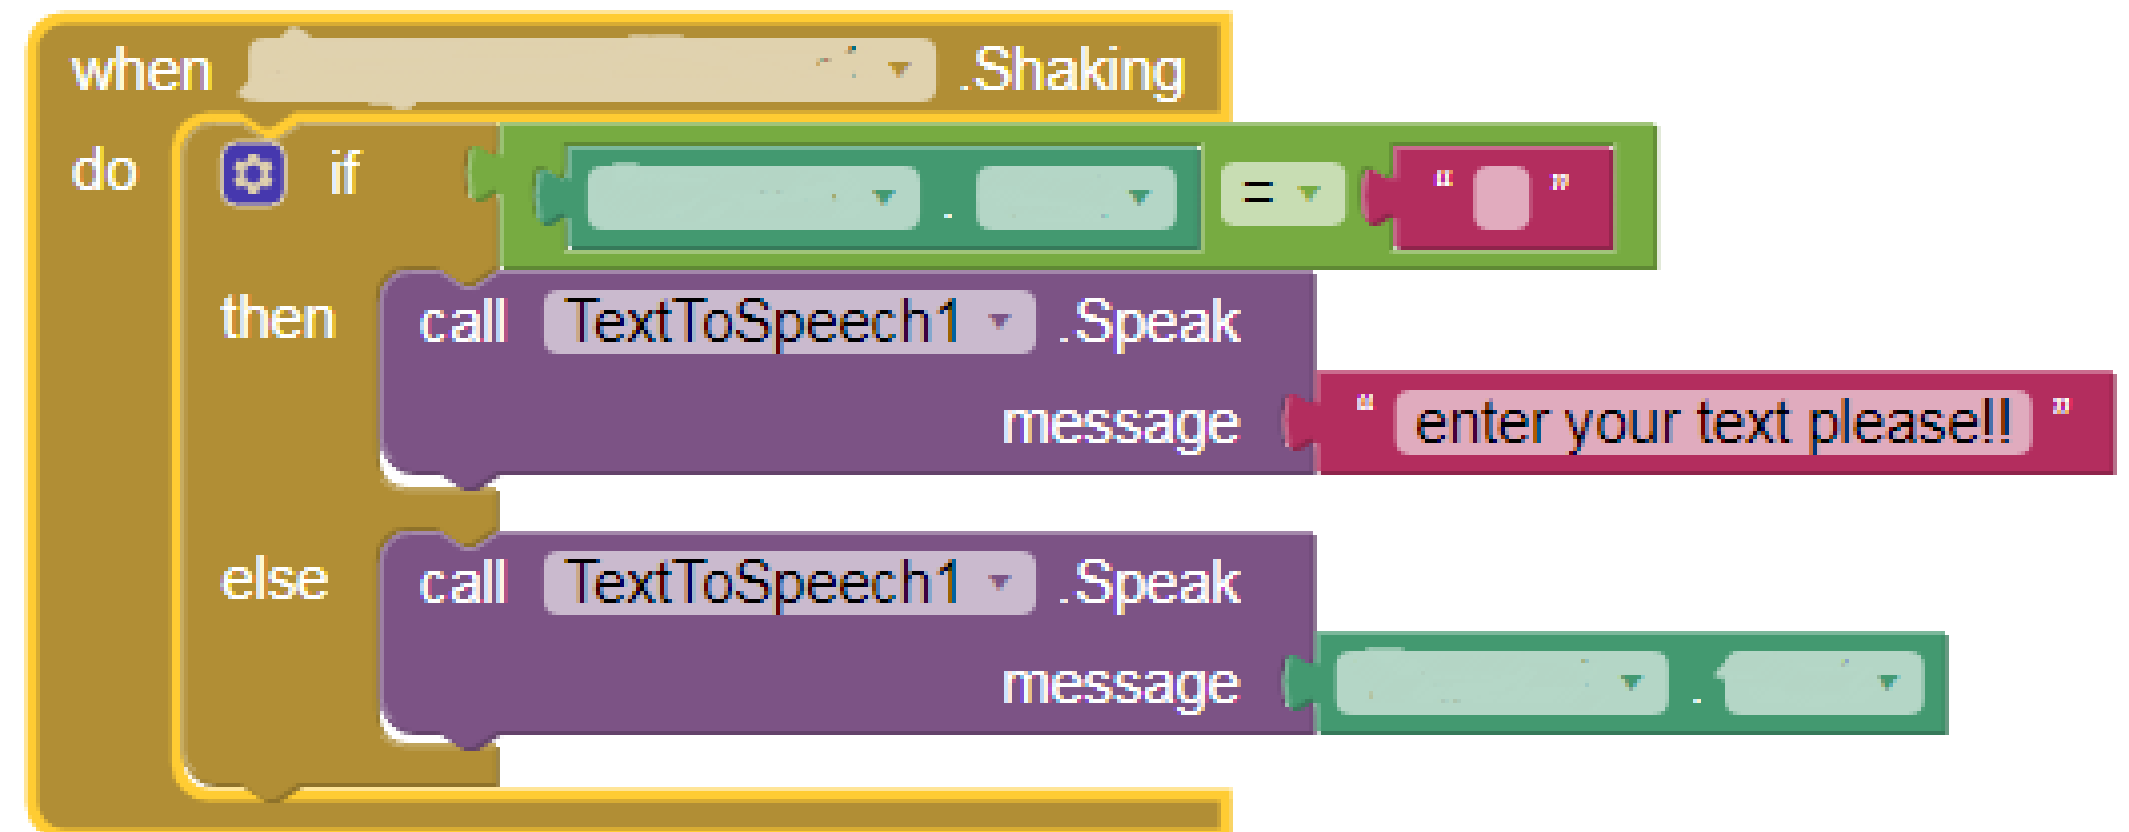 when .Shaking
do if . = “ ”
then call TextToSpeech1 .Speak
message “ enter your text please!! ”
else call TextToSpeech1 .Speak
message .